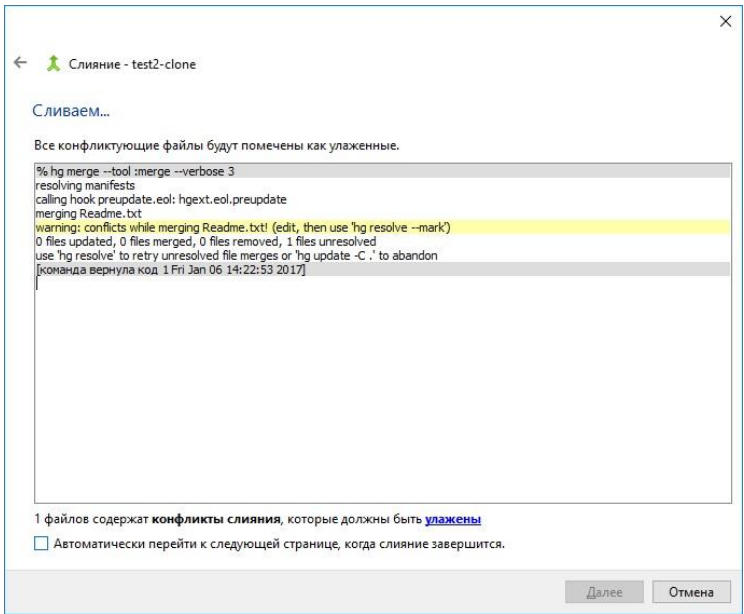 Слияние - test2-clone
Сливаем...
Все конфликтующие файлы будут помечены как улаженные.
% hg merge --tool :merge --verbose 3
resolving manifests
calling hook preupdate.eol: hgext.eol.preupdate
merging Readme.txt
warning: conflicts while merging Readme.txt! (edit, then use 'hg resolve --mark')
0 files updated, 0 files merged, 0 files removed, 1 files unresolved
use 'hg resolve' to retry unresolved file merges or 'hg update -C .' to abandon
[команда вернула код 1 Fri Jan 06 14:22:53 2017]
1 файлов содержат конфликты слияния, которые должны быть улажены
Автоматически перейти к следующей странице, когда слияние завершится.
Далее Отмена